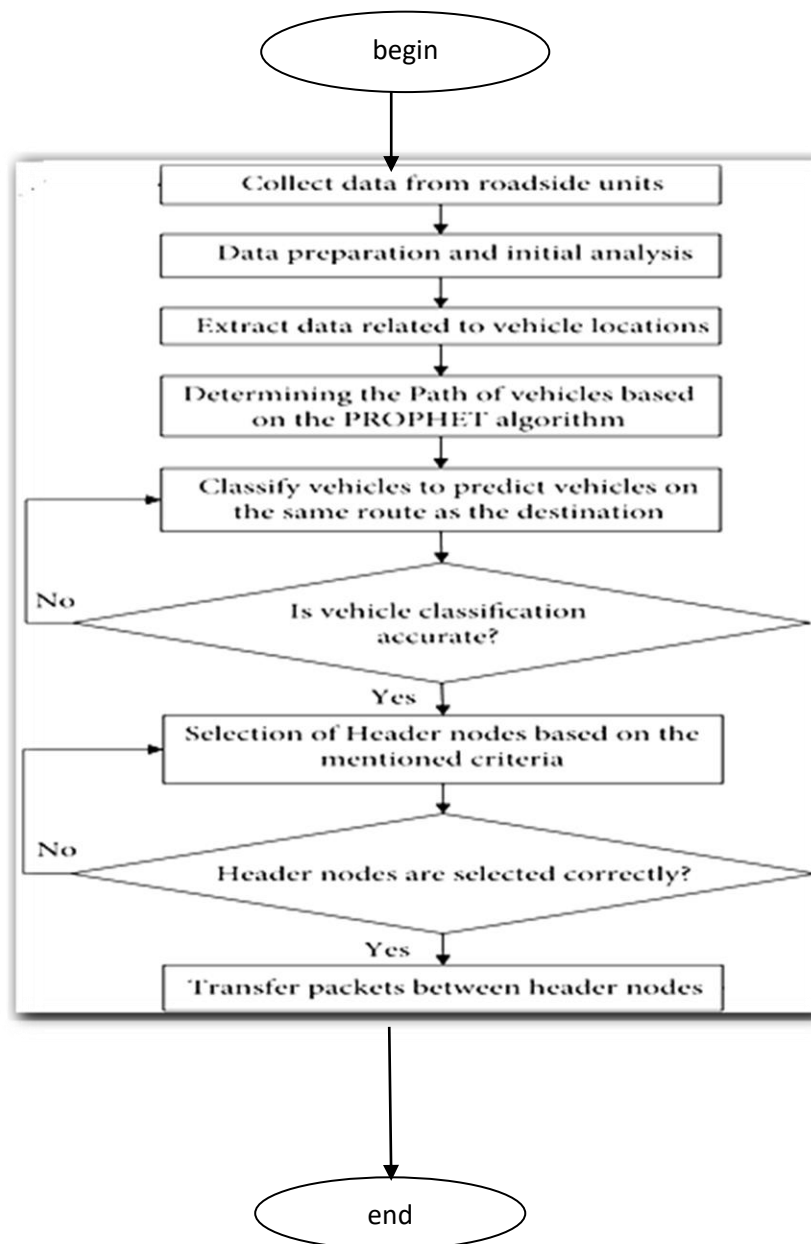 begin
Collect data from roadside units
Data preparation and initial analysis
Extract data related to vehicle locations
Determining the Path of vehicles based
on the PROPHET algorithm
Classify vehicles to predict vehicles on
the same route as the destination
No
Is vehicle classification
accurate?
Yes
Selection of Header nodes based on the
mentioned criteria
No
Header nodes are selected correctly?
Yes
Transfer packets between header nodes
end